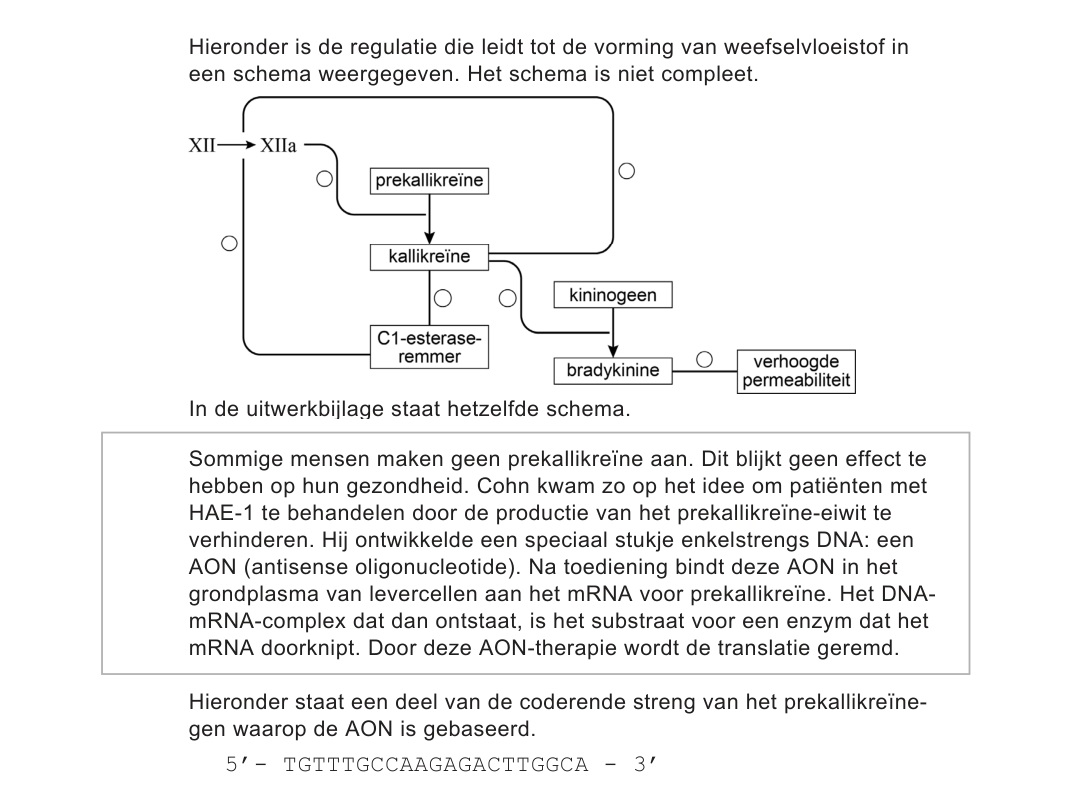 Hieronder is de regulatie die leidt tot de vorming van weefselvloeistof in
een schema weergegeven. Het schema is niet compleet.
XII
XIIa
prekallikreïne
kallikreïne
kininogeen
C1-esterase-
remmer
bradykinine
verhoogde
permeabiliteit
In de uitwerkbijlage staat hetzelfde schema.
Sommige mensen maken geen prekallikreïne aan. Dit blijkt geen effect te
hebben op hun gezondheid. Cohn kwam zo op het idee om patiënten met
HAE-1 te behandelen door de productie van het prekallikreïne-eiwit te
verhinderen. Hij ontwikkelde een speciaal stukje enkelstrengs DNA: een
AON (antisense oligonucleotide). Na toediening bindt deze AON in het
grondplasma van levercellen aan het mRNA voor prekallikreïne. Het DNA-
mRNA-complex dat dan ontstaat, is het substraat voor een enzym dat het
mRNA doorknipt. Door deze AON-therapie wordt de translatie geremd.
Hieronder staat een deel van de coderende streng van het prekallikreïne-
gen waarop de AON is gebaseerd.
5′- TGTTTGCCAAGAGACTTGGCA - 3′